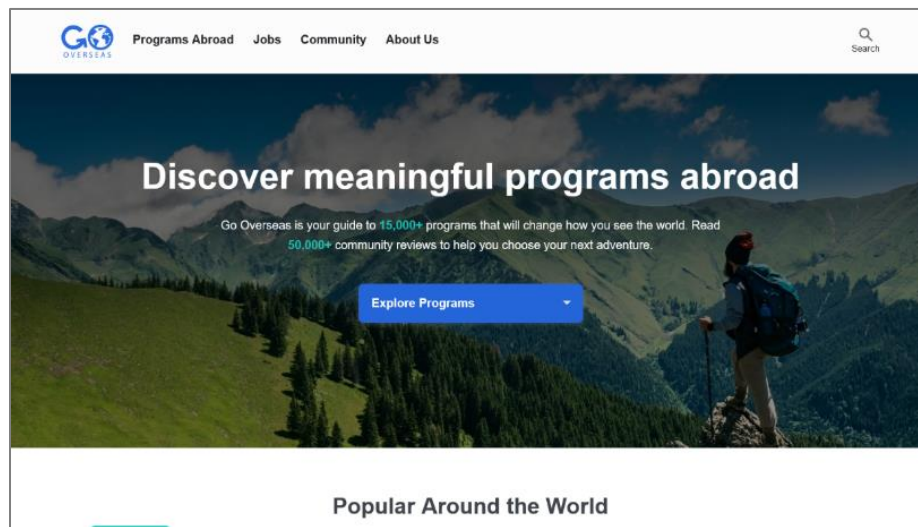 GO
OVERSEAS
Programs Abroad Jobs Community About Us
Search
Discover meaningful programs abroad
Go Overseas is your guide to 15,000+ programs that will change how you see the world. Read
50,000+ community reviews to help you choose your next adventure.
Explore Programs
Popular Around the World